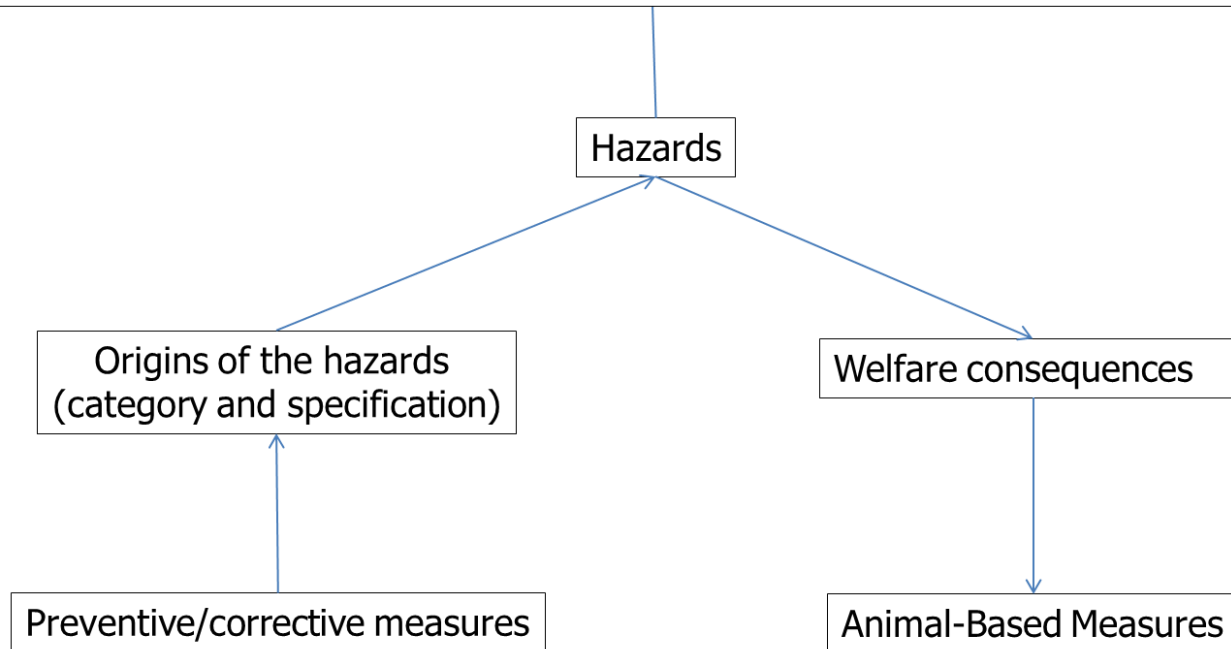 Hazards
Origins of the hazards
(category and specification)
Welfare consequences
Preventive/corrective measures
Animal-Based Measures